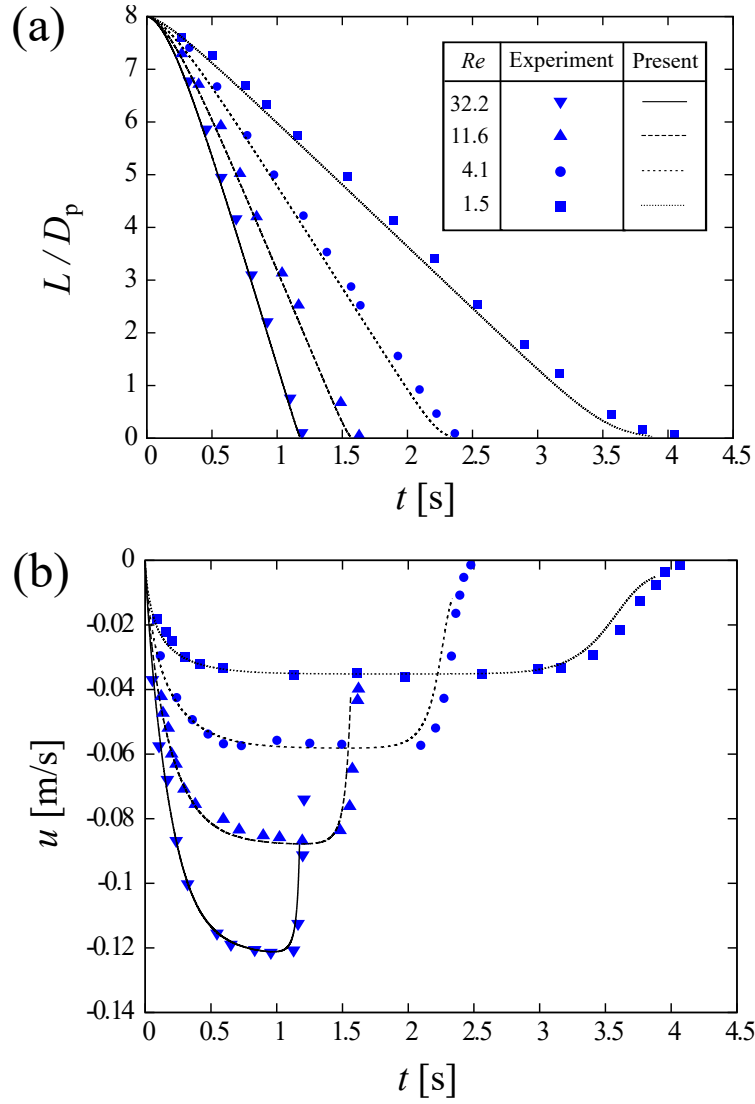 (a)
8
7
6
5
4
3
2
1
0
L / Dp
Re Experiment Present
32.2
11.6
4.1
1.5
0 0.5 1 1.5 2 2.5 3 3.5 4 4.5
t [s]
(b)
0
-0.02
-0.04
-0.06
-0.08
-0.1
-0.12
-0.14
u [m/s]
0 0.5 1 1.5 2 2.5 3 3.5 4 4.5
t [s]